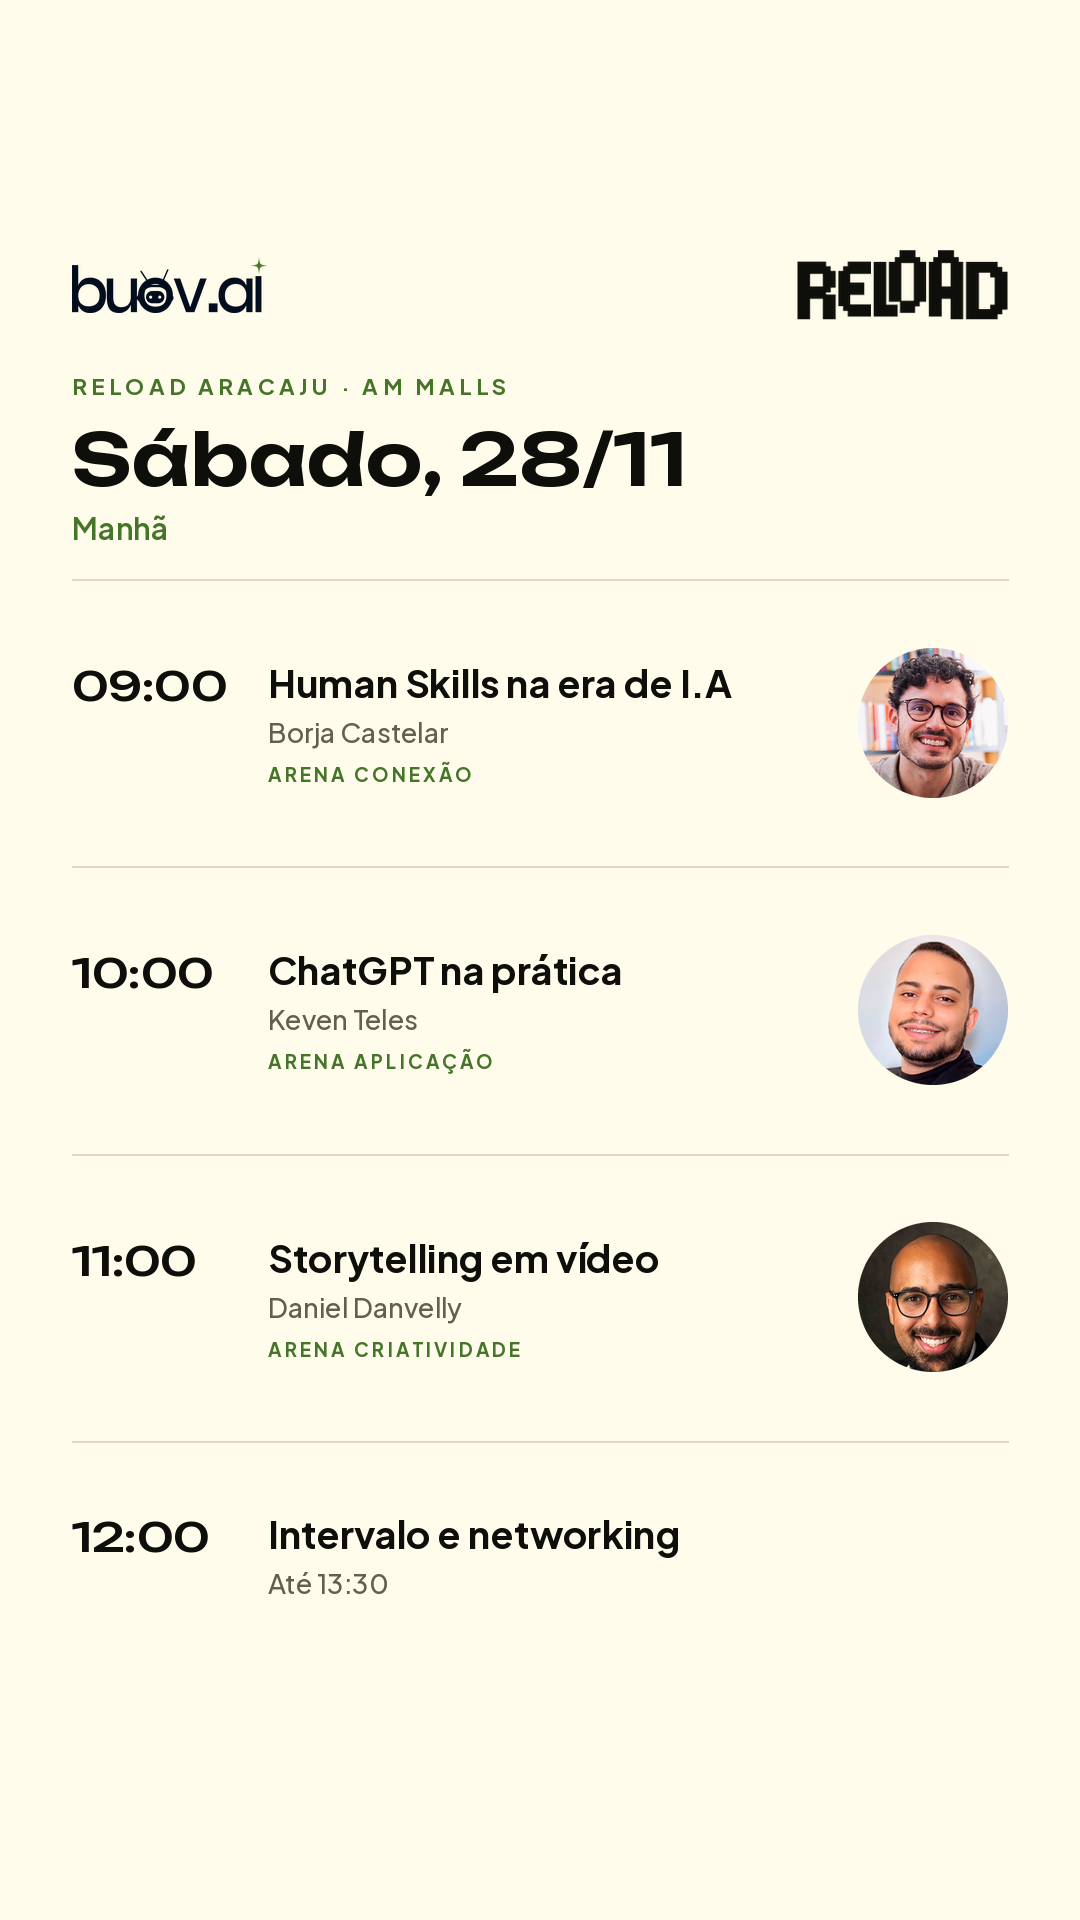 buov.ai
RELOAD
RELOAD ARACAJU · AM MALLS
Sábado, 28/11
Manhã
09:00
Human Skills na era de I.A
Borja Castelar
ARENA CONEXÃO
10:00
ChatGPT na prática
Keven Teles
ARENA APLICAÇÃO
11:00
Storytelling em vídeo
Daniel Danvelly
ARENA CRIATIVIDADE
12:00
Intervalo e networking
Até 13:30